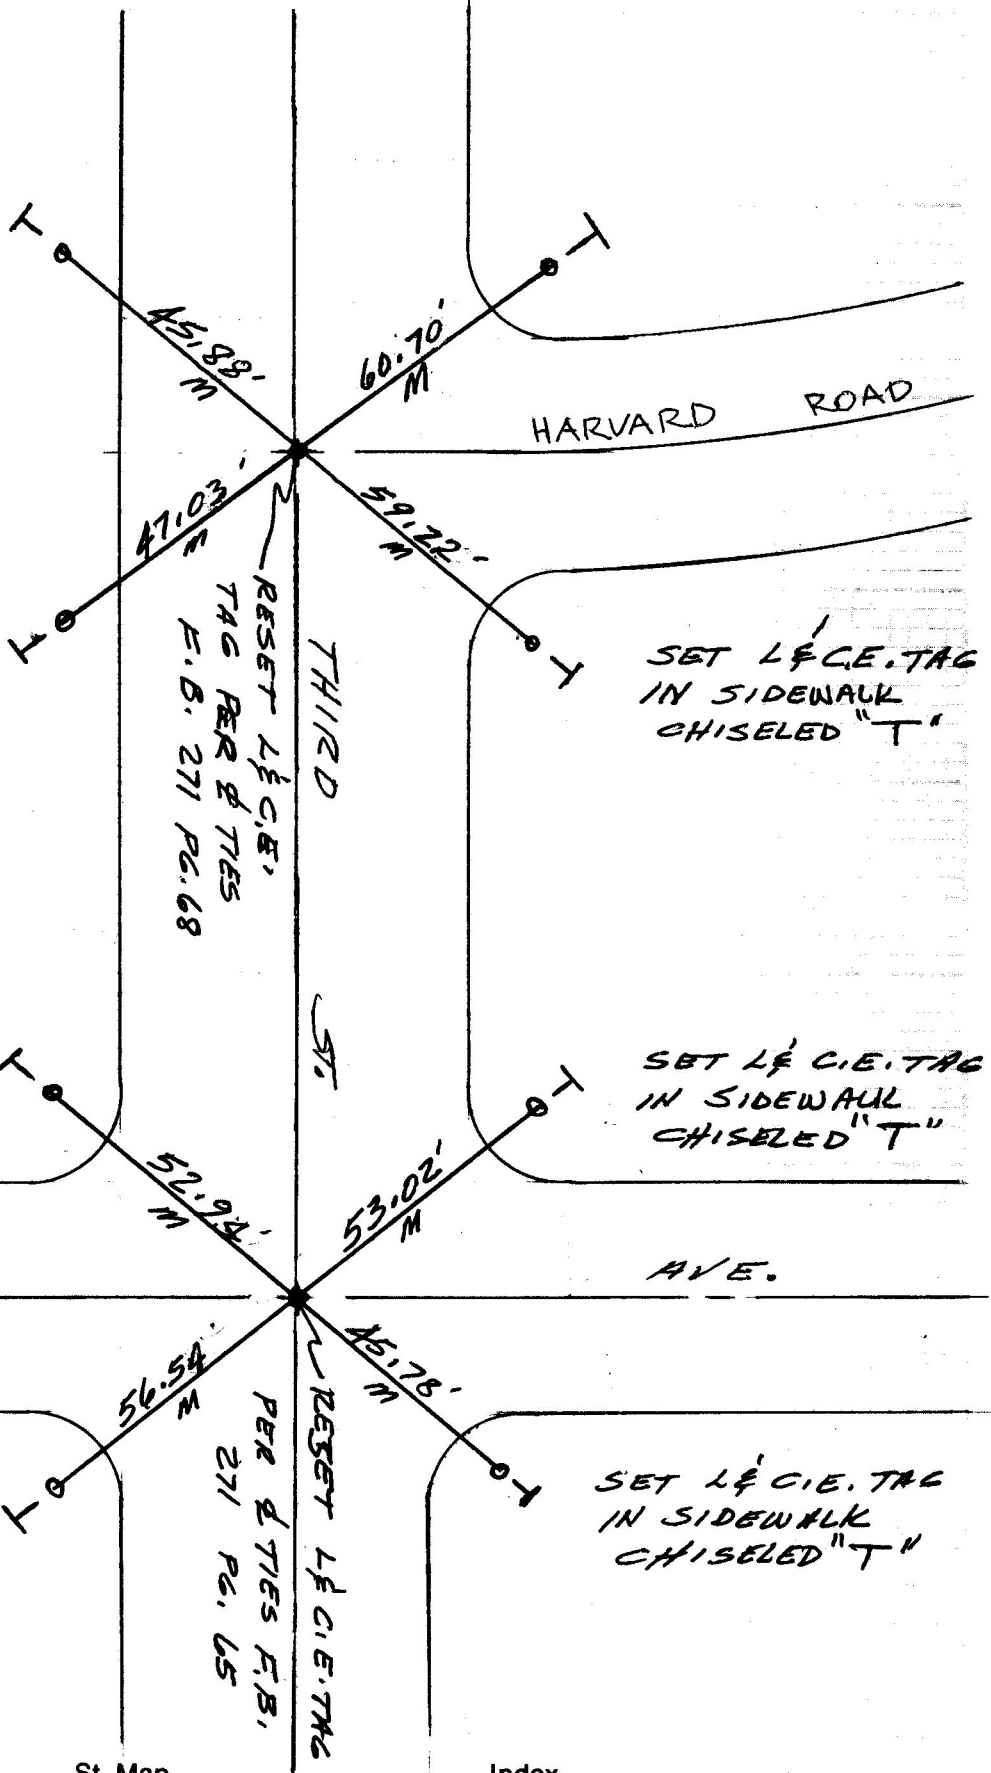 T
T
45.88'
M
60.70'
M
HARVARD ROAD
47.03'
M
59.22'
M
T
T
RESET L & C.E.
TAG PER ⌀ TIES
F.B. 271 PG. 68
THIRD ST.
SET L & C.E. TAG
IN SIDEWALK
CHISELED "T"
T
T
SET L & C.E. TAG
IN SIDEWALK
CHISELED "T"
52.94'
M
53.02'
M
AVE.
56.54'
M
45.78'
M
T
T
RESET L & C.E. TAG
PER ⌀ TIES F.B.
271 PG. 65
SET L & C.E. TAG
IN SIDEWALK
CHISELED "T"
St. Map
Index